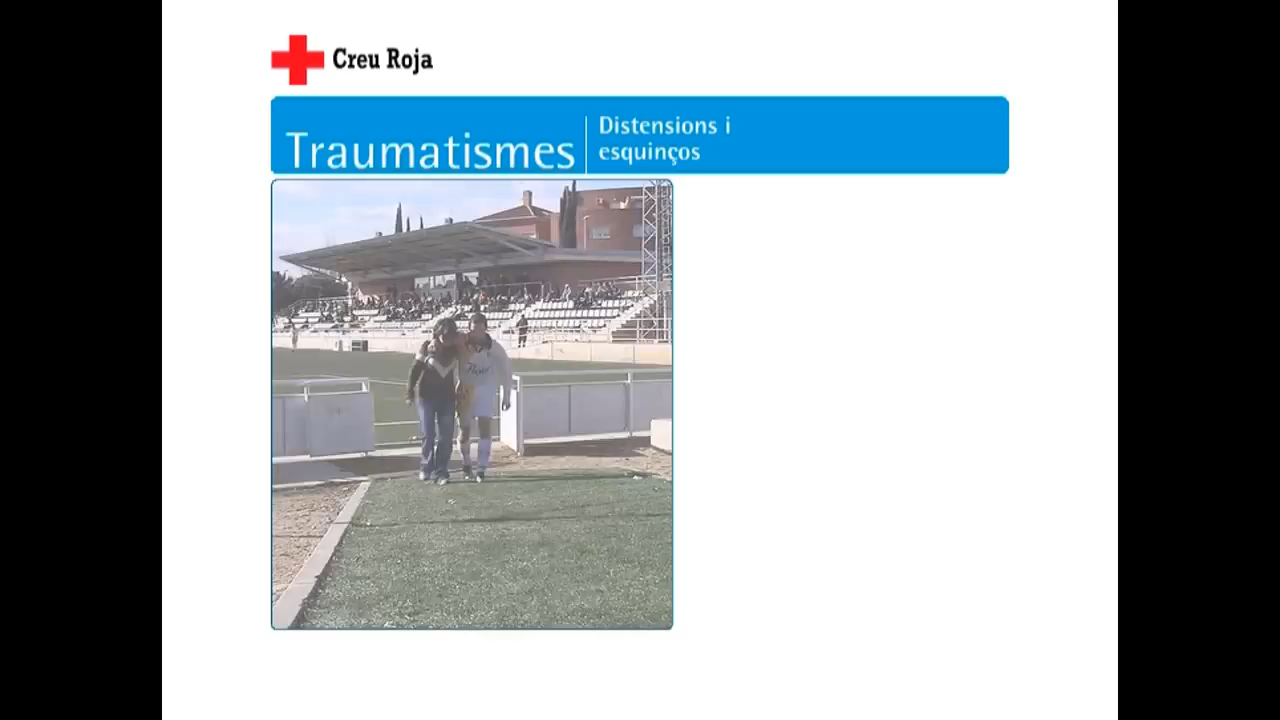 Creu Roja
Traumatismes
Distensions i
esquinços